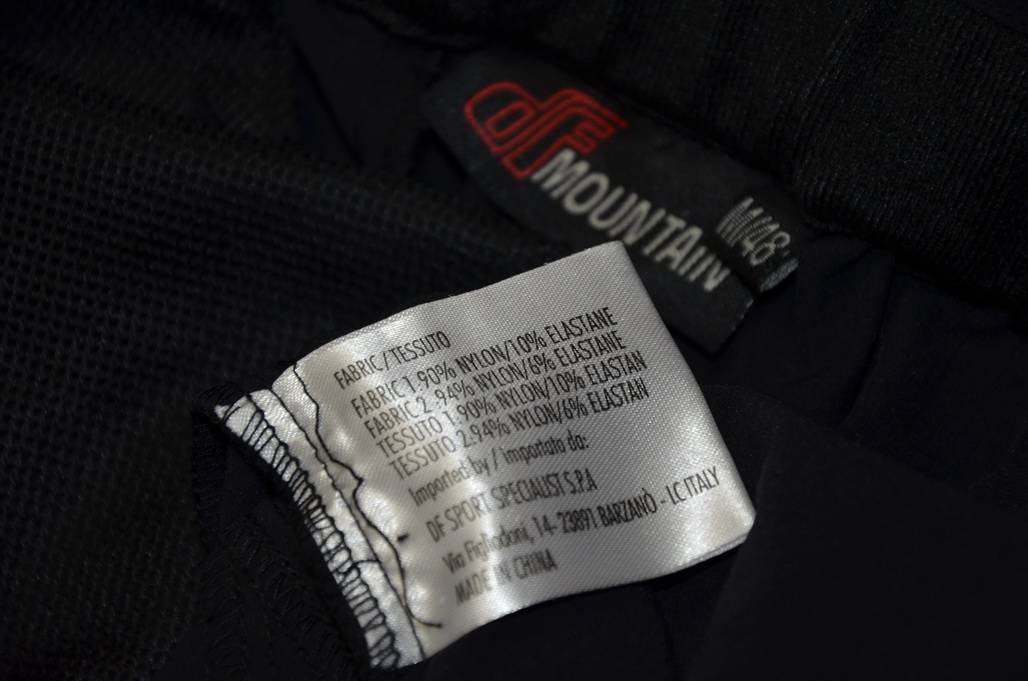 DF
MOUNTAIN
M/48
FABRIC/TESSUTO
FABRIC 1.90% NYLON/10% ELASTANE
FABRIC 2. 94% NYLON/6% ELASTANE
TESSUTO 1.90% NYLON/10% ELASTAN
TESSUTO 2.94% NYLON/6% ELASTAN
Imported by / importato da:
DF SPORT SPECIALIST S.P.A
Via Figliodoni, 14-23891 BARZANÒ - LC ITALY
MADE IN CHINA